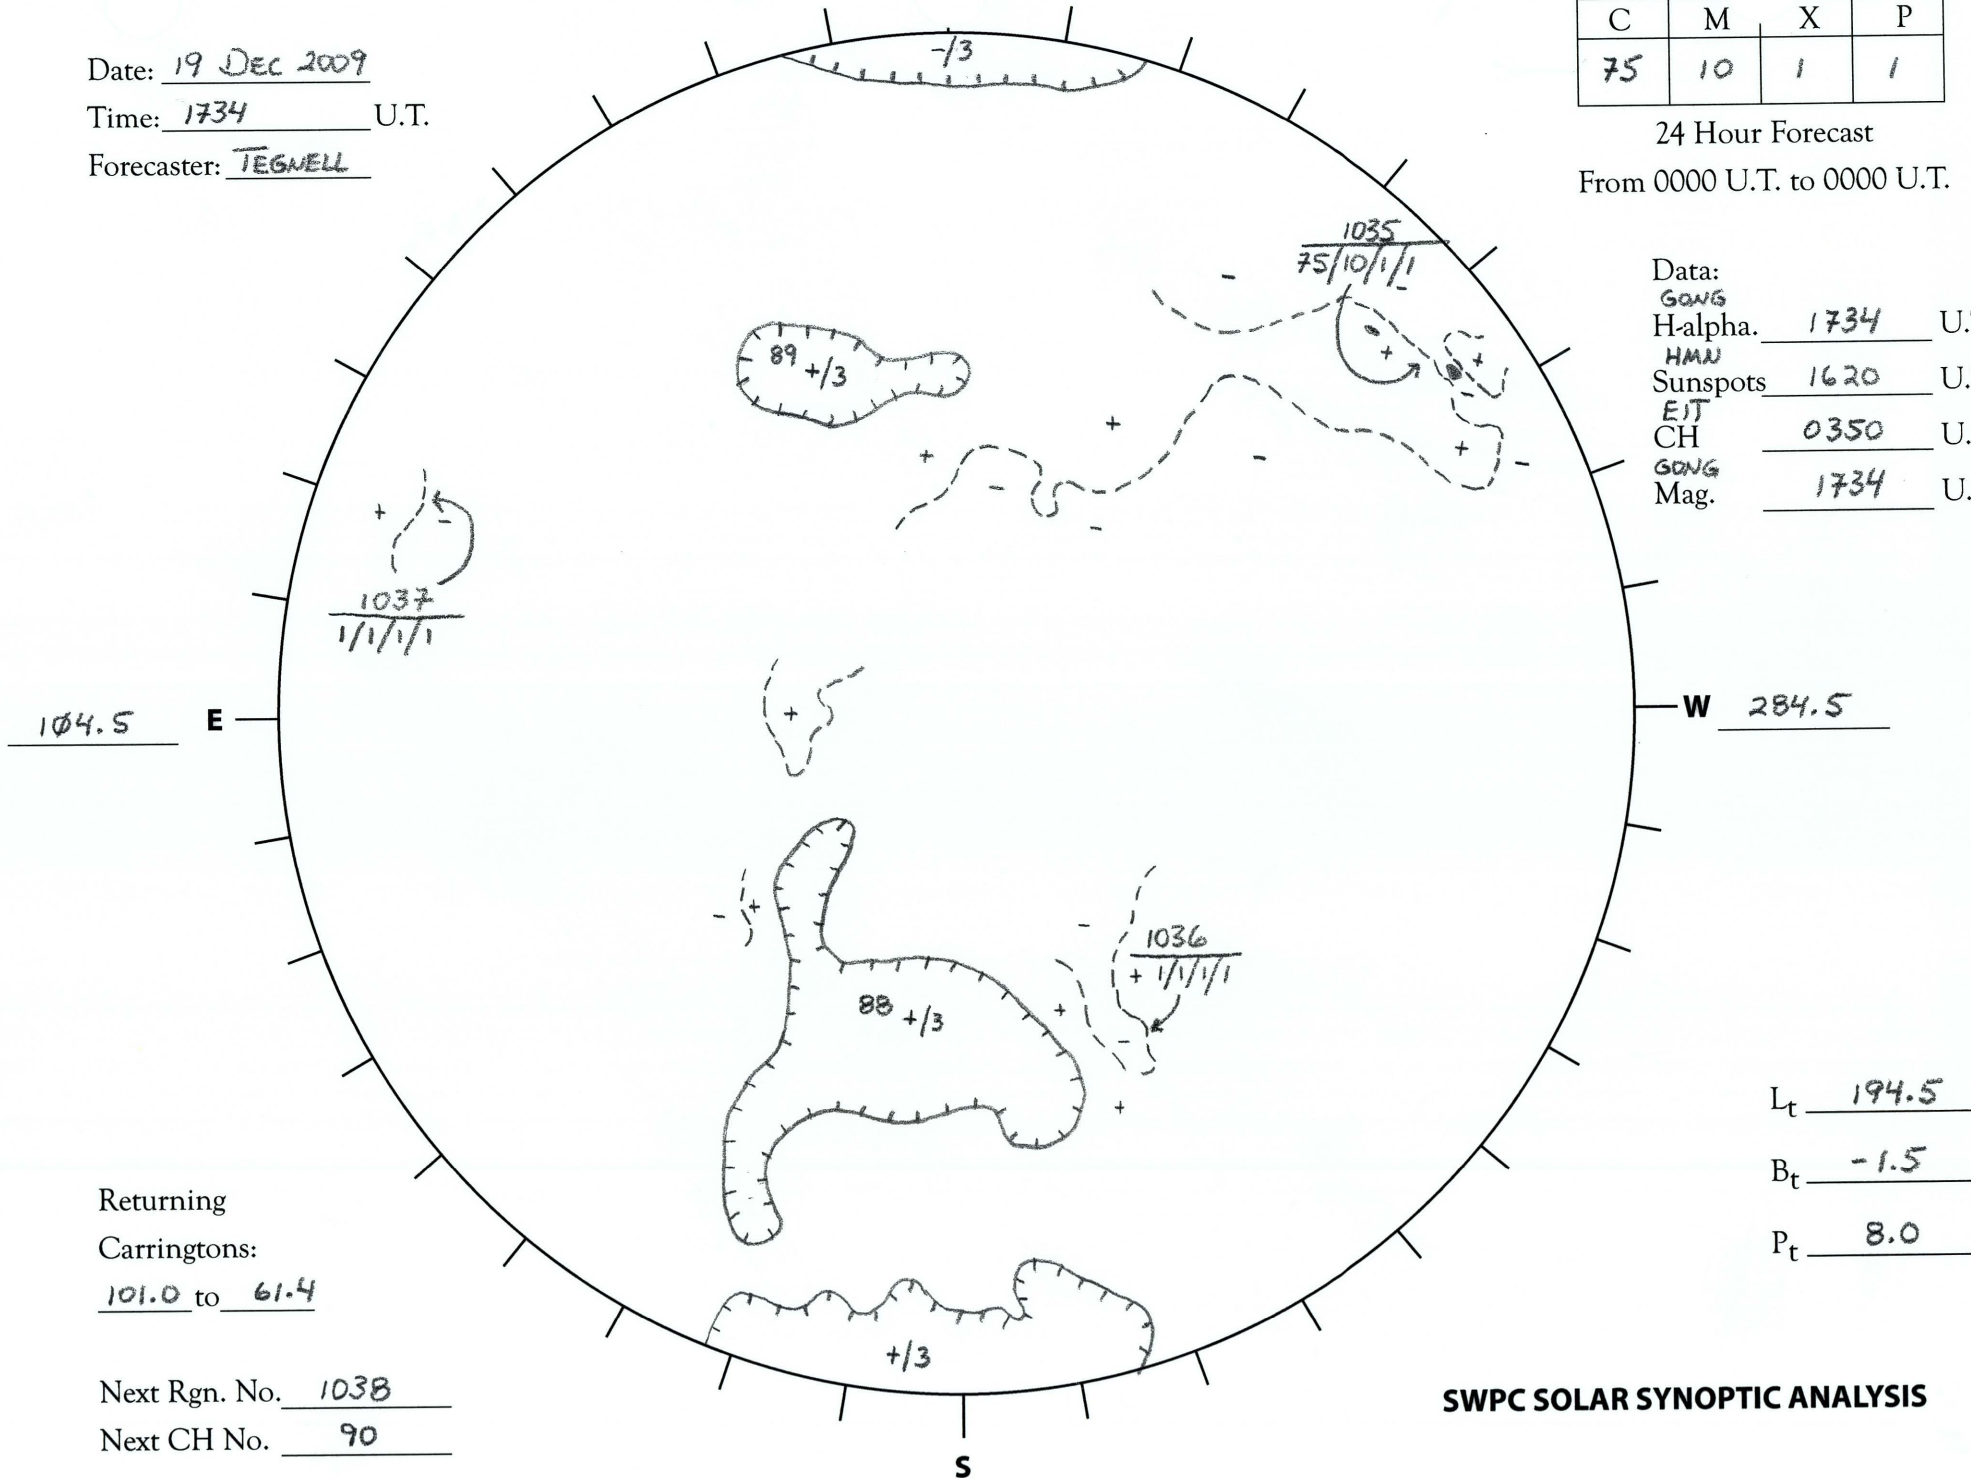 Date: 19 DEC 2009
Time: 1734 U.T.
Forecaster: TEGNELL
C M X P
75 10 1 1
24 Hour Forecast
From 0000 U.T. to 0000 U.T.
-/3
1035
75/10/1/1
Data:
GONG
H-alpha. 1734 U.
HMN
Sunspots 1620 U.
EIT
CH 0350 U.
GONG
Mag. 1734 U.
89 +/3
1037
1/1/1/1
104.5 E
W 284.5
1036
+ 1/1/1/1
88 +/3
Lt 194.5
Bt -1.5
Pt 8.0
Returning
Carringtons:
101.0 to 61.4
+/3
Next Rgn. No. 1038
Next CH No. 90
SWPC SOLAR SYNOPTIC ANALYSIS
S